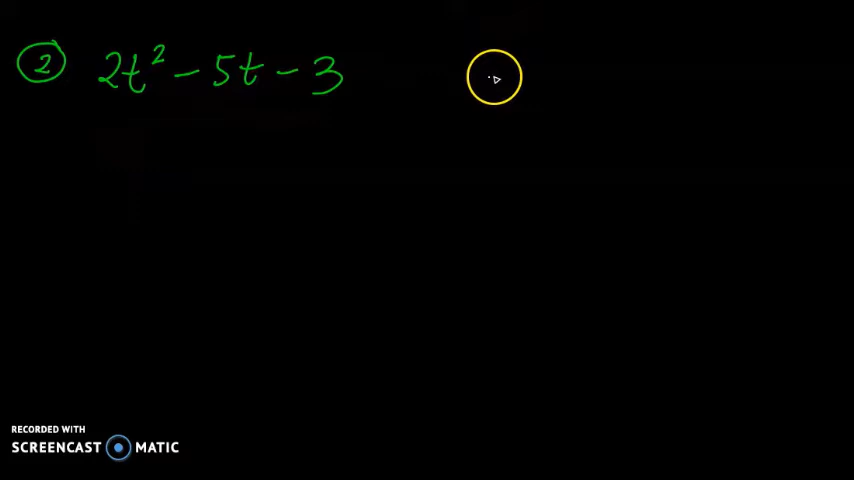 ② 2t² - 5t - 3
RECORDED WITH
SCREENCAST MATIC